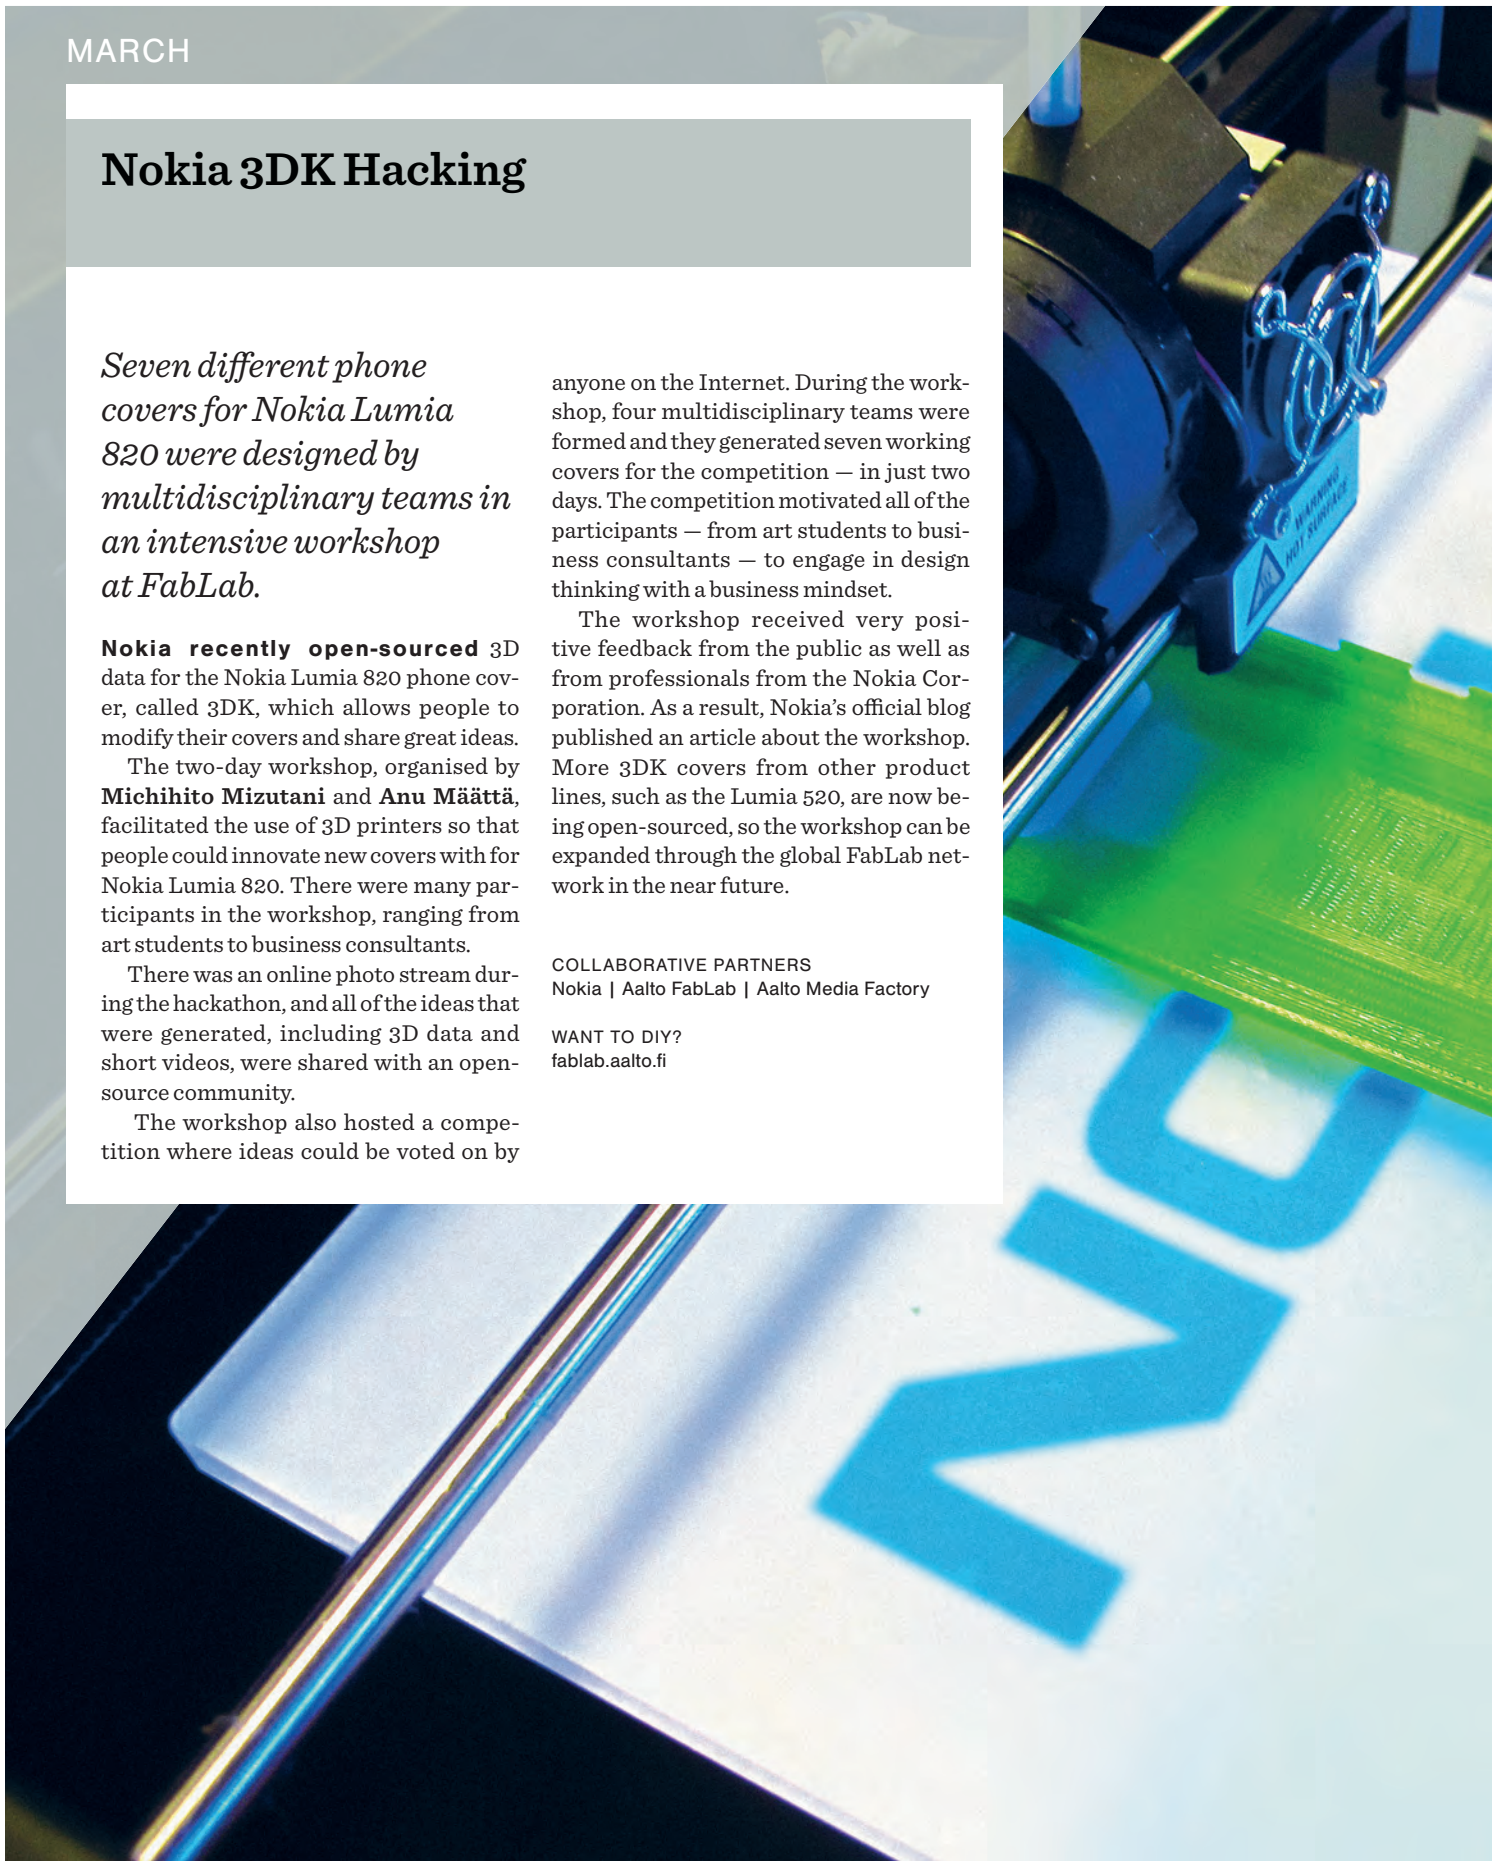 MARCH
Nokia 3DK Hacking
Seven different phone
covers for Nokia Lumia
820 were designed by
multidisciplinary teams in
an intensive workshop
at FabLab.
Nokia recently open-sourced 3D
data for the Nokia Lumia 820 phone cov-
er, called 3DK, which allows people to
modify their covers and share great ideas.
The two-day workshop, organised by
Michihito Mizutani and Anu Määttä,
facilitated the use of 3D printers so that
people could innovate new covers with for
Nokia Lumia 820. There were many par-
ticipants in the workshop, ranging from
art students to business consultants.
There was an online photo stream dur-
ing the hackathon, and all of the ideas that
were generated, including 3D data and
short videos, were shared with an open-
source community.
The workshop also hosted a compe-
tition where ideas could be voted on by
anyone on the Internet. During the work-
shop, four multidisciplinary teams were
formed and they generated seven working
covers for the competition — in just two
days. The competition motivated all of the
participants — from art students to busi-
ness consultants — to engage in design
thinking with a business mindset.
The workshop received very posi-
tive feedback from the public as well as
from professionals from the Nokia Cor-
poration. As a result, Nokia's official blog
published an article about the workshop.
More 3DK covers from other product
lines, such as the Lumia 520, are now be-
ing open-sourced, so the workshop can be
expanded through the global FabLab net-
work in the near future.
COLLABORATIVE PARTNERS
Nokia | Aalto FabLab | Aalto Media Factory
WANT TO DIY?
fablab.aalto.fi
WARNING
HOT SURFACE
NO